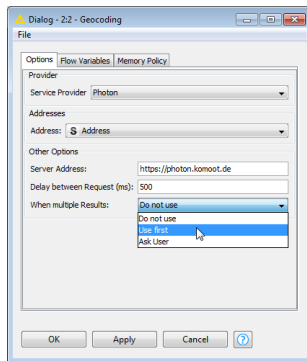 Dialog - 2:2 - Geocoding
File
Options Flow Variables Memory Policy
Provider
Service Provider Photon
Addresses
Address: S Address
Other Options
Server Address: https://photon.komoot.de
Delay between Request (ms): 500
When multiple Results: Do not use
Do not use
Use first
Ask User
OK Apply Cancel ?